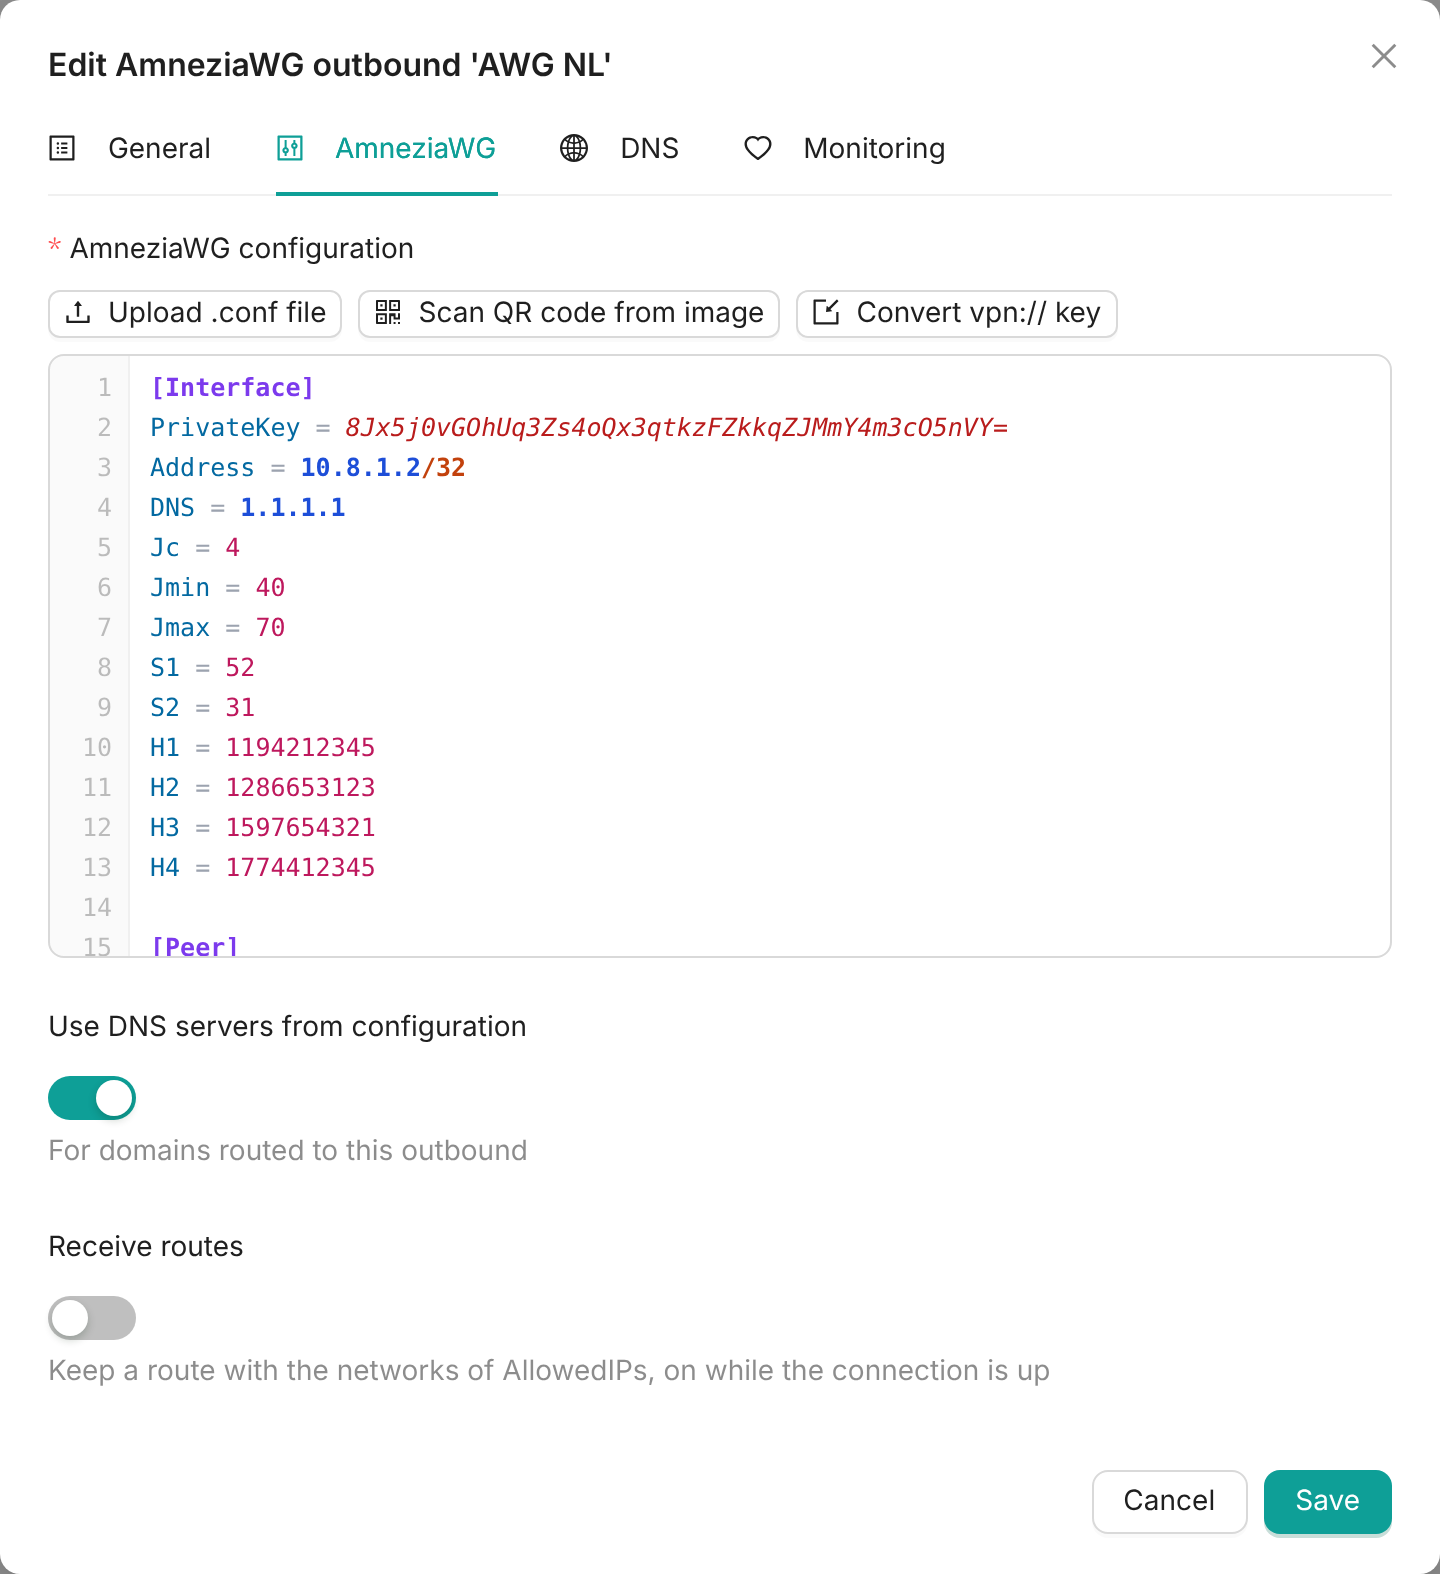 Edit AmneziaWG outbound 'AWG NL'
General AmneziaWG DNS Monitoring
* AmneziaWG configuration
Upload .conf file Scan QR code from image Convert vpn:// key
1 [Interface]
2 PrivateKey = 8Jx5j0vGOhUq3Zs4oQx3qtkzFZkkqZJMmY4m3cO5nVY=
3 Address = 10.8.1.2/32
4 DNS = 1.1.1.1
5 Jc = 4
6 Jmin = 40
7 Jmax = 70
8 S1 = 52
9 S2 = 31
10 H1 = 1194212345
11 H2 = 1286653123
12 H3 = 1597654321
13 H4 = 1774412345
14
15 [Peer]
Use DNS servers from configuration
For domains routed to this outbound
Receive routes
Keep a route with the networks of AllowedIPs, on while the connection is up
Cancel Save